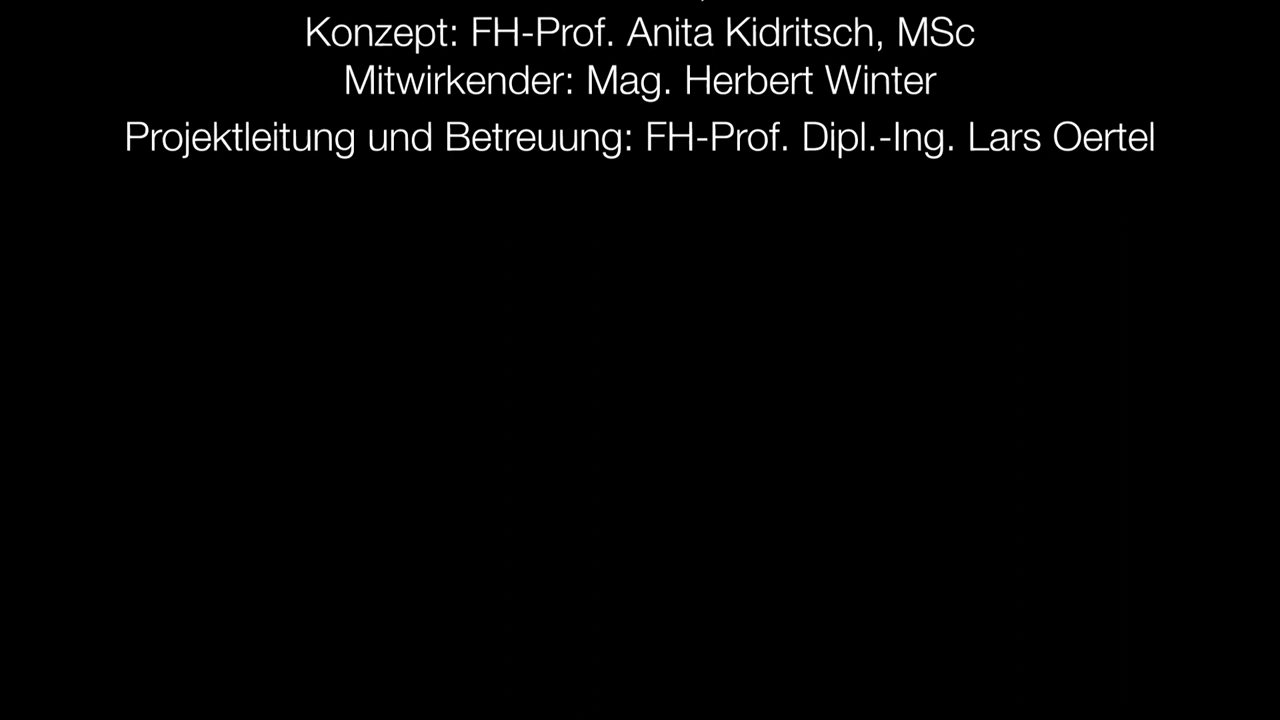 Konzept: FH-Prof. Anita Kidritsch, MSc
Mitwirkender: Mag. Herbert Winter
Projektleitung und Betreuung: FH-Prof. Dipl.-Ing. Lars Oertel